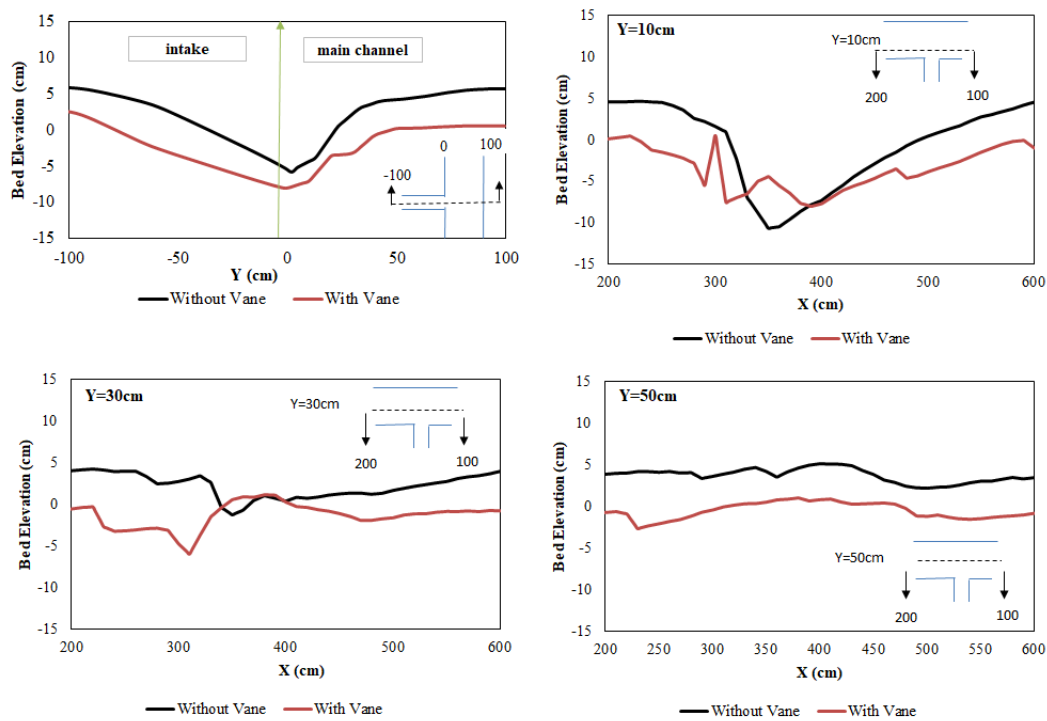 15
10
5
0
-5
-10
-15
Bed Elevation (cm)
intake
main channel
0
100
-100
-100
-50
0
50
100
Y (cm)
Without Vane
With Vane
15
10
5
0
-5
-10
-15
Bed Elevation (cm)
Y=10cm
Y=10cm
200
100
200
300
400
500
600
X (cm)
Without Vane
With Vane
15
10
5
0
-5
-10
-15
Bed Elevation (cm)
Y=30cm
Y=30cm
200
100
200
250
300
350
400
450
500
550
600
X (cm)
Without Vane
With Vane
15
10
5
0
-5
-10
-15
Bed Elevation (cm)
Y=50cm
Y=50cm
200
100
200
250
300
350
400
450
500
550
600
X (cm)
Without Vane
With Vane